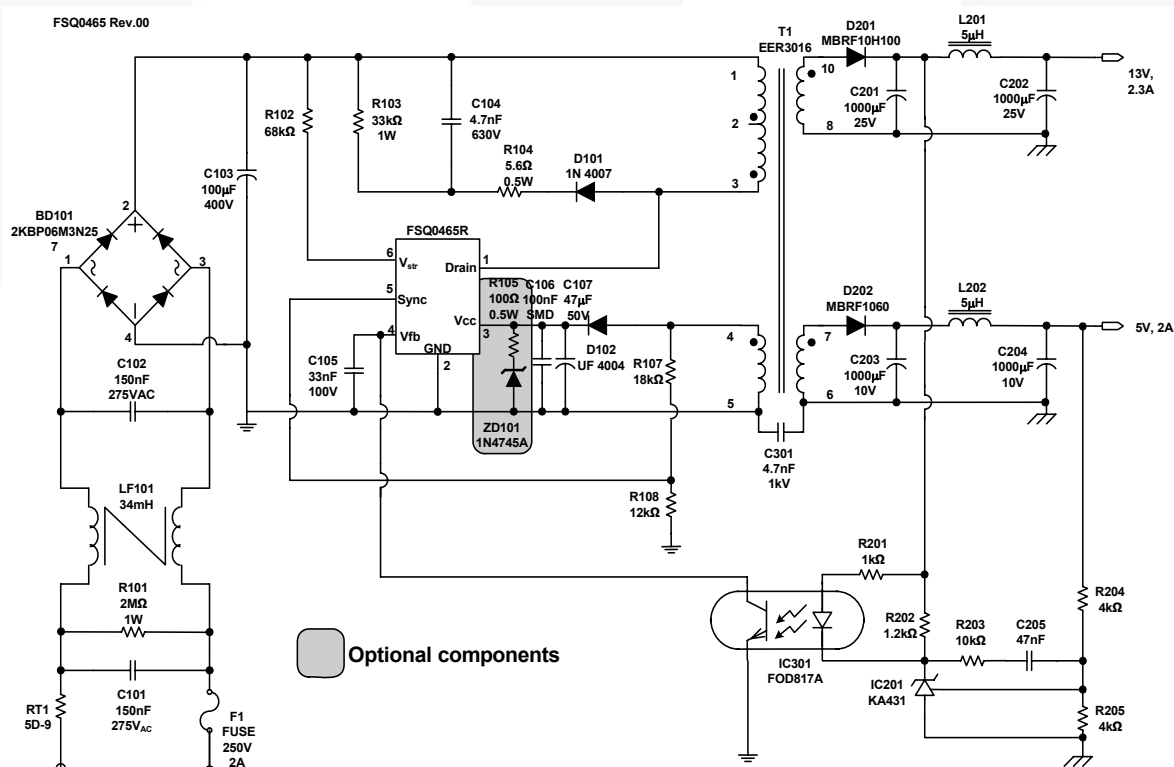 FSQ0465 Rev.00
T1
EER3016
D201
MBRF10H100
L201
5μH
1
2
3
10
8
C201
1000μF
25V
C202
1000μF
25V
13V,
2.3A
R102
68kΩ
R103
33kΩ
1W
C104
4.7nF
630V
R104
5.6Ω
0.5W
D101
1N 4007
C103
100μF
400V
BD101
2KBP06M3N25
7
2
1
3
4
FSQ0465R
6
Vstr
Drain
1
5
Sync
4
Vfb
Vcc
3
GND
2
R105
100Ω
0.5W
C106
100nF
SMD
C107
47μF
50V
D102
UF 4004
R107
18kΩ
4
5
7
6
D202
MBRF1060
L202
5μH
C203
1000μF
10V
C204
1000μF
10V
5V, 2A
C102
150nF
275VAC
C105
33nF
100V
ZD101
1N4745A
C301
4.7nF
1kV
LF101
34mH
R108
12kΩ
R101
2MΩ
1W
R201
1kΩ
R202
1.2kΩ
R203
10kΩ
C205
47nF
R204
4kΩ
IC301
FOD817A
IC201
KA431
R205
4kΩ
Optional components
RT1
5D-9
C101
150nF
275VAC
F1
FUSE
250V
2A